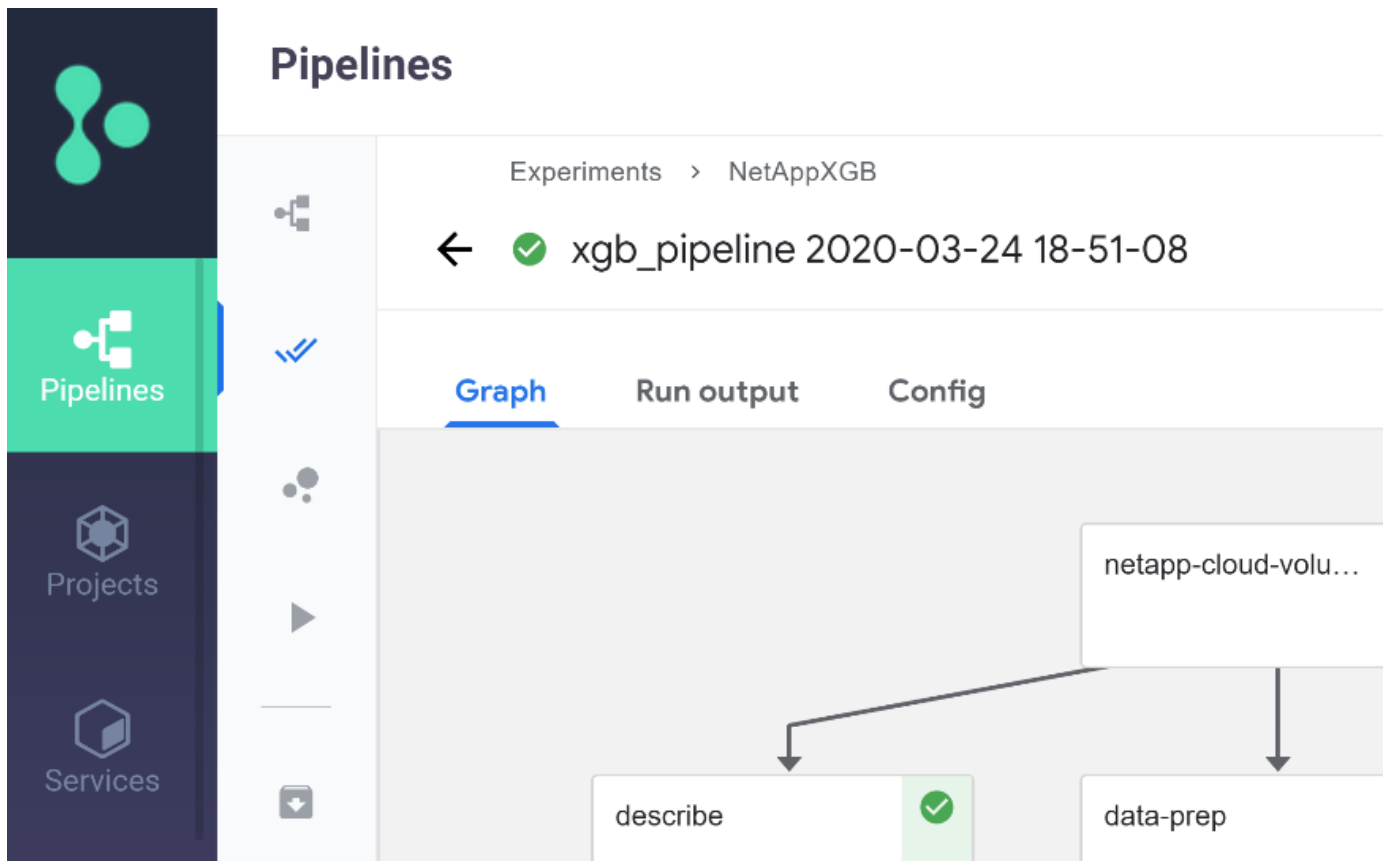 Pipelines
Experiments > NetAppXGB
xgb_pipeline 2020-03-24 18-51-08
Pipelines
Graph Run output Config
Projects
netapp-cloud-volu…
Services
describe
data-prep